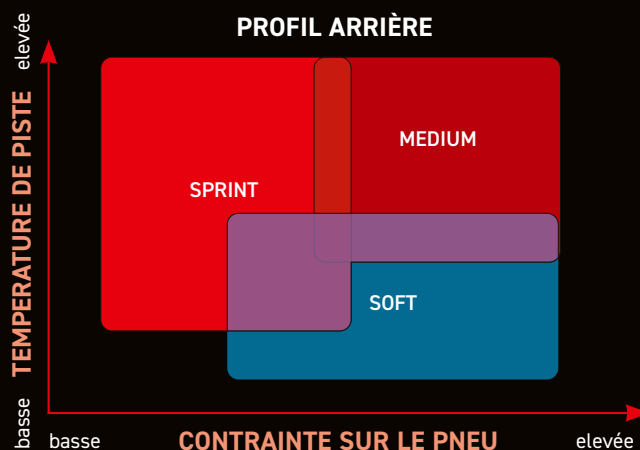 PROFIL ARRIÈRE
elevée
TEMPERATURE DE PISTE
basse
MEDIUM
SPRINT
SOFT
basse
CONTRAINTE SUR LE PNEU
elevée